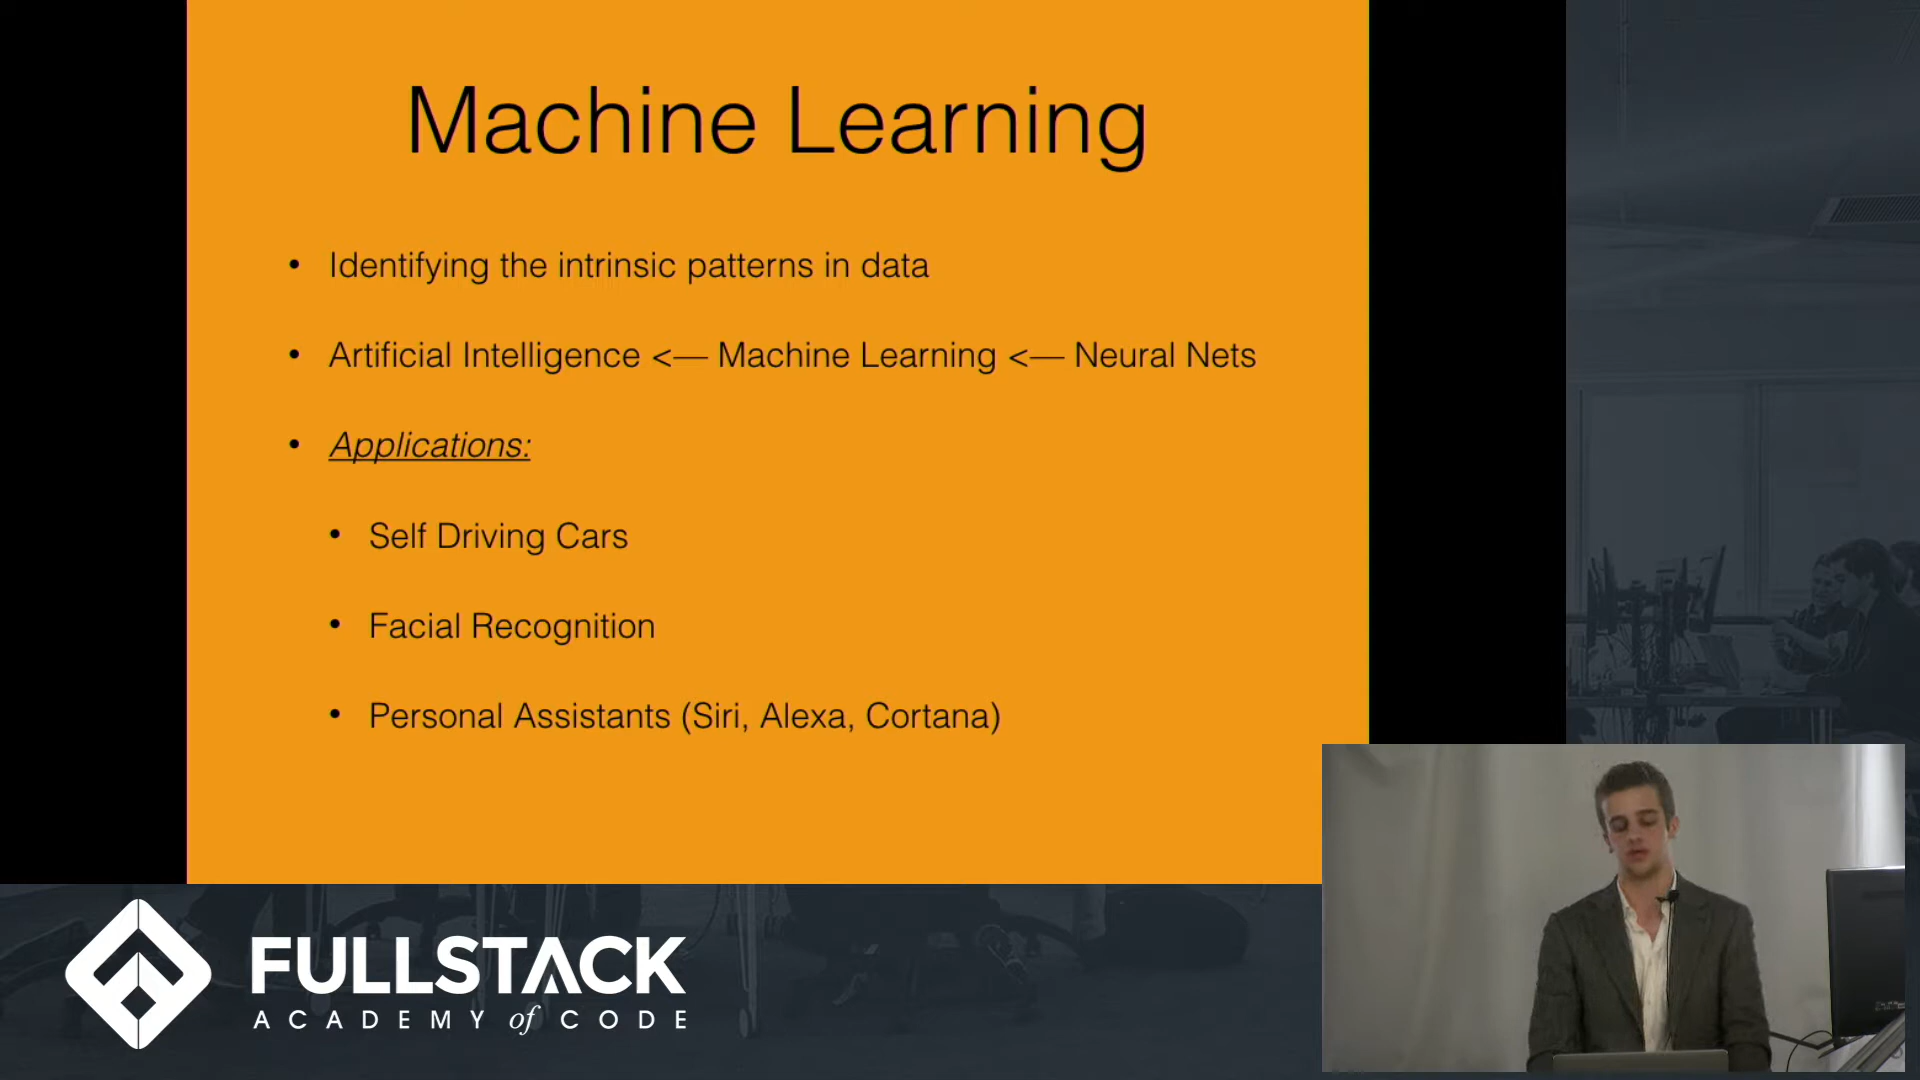 Machine Learning
• Identifying the intrinsic patterns in data
• Artificial Intelligence <— Machine Learning <— Neural Nets
• Applications:
• Self Driving Cars
• Facial Recognition
• Personal Assistants (Siri, Alexa, Cortana)
FULLSTACK
ACADEMY of CODE